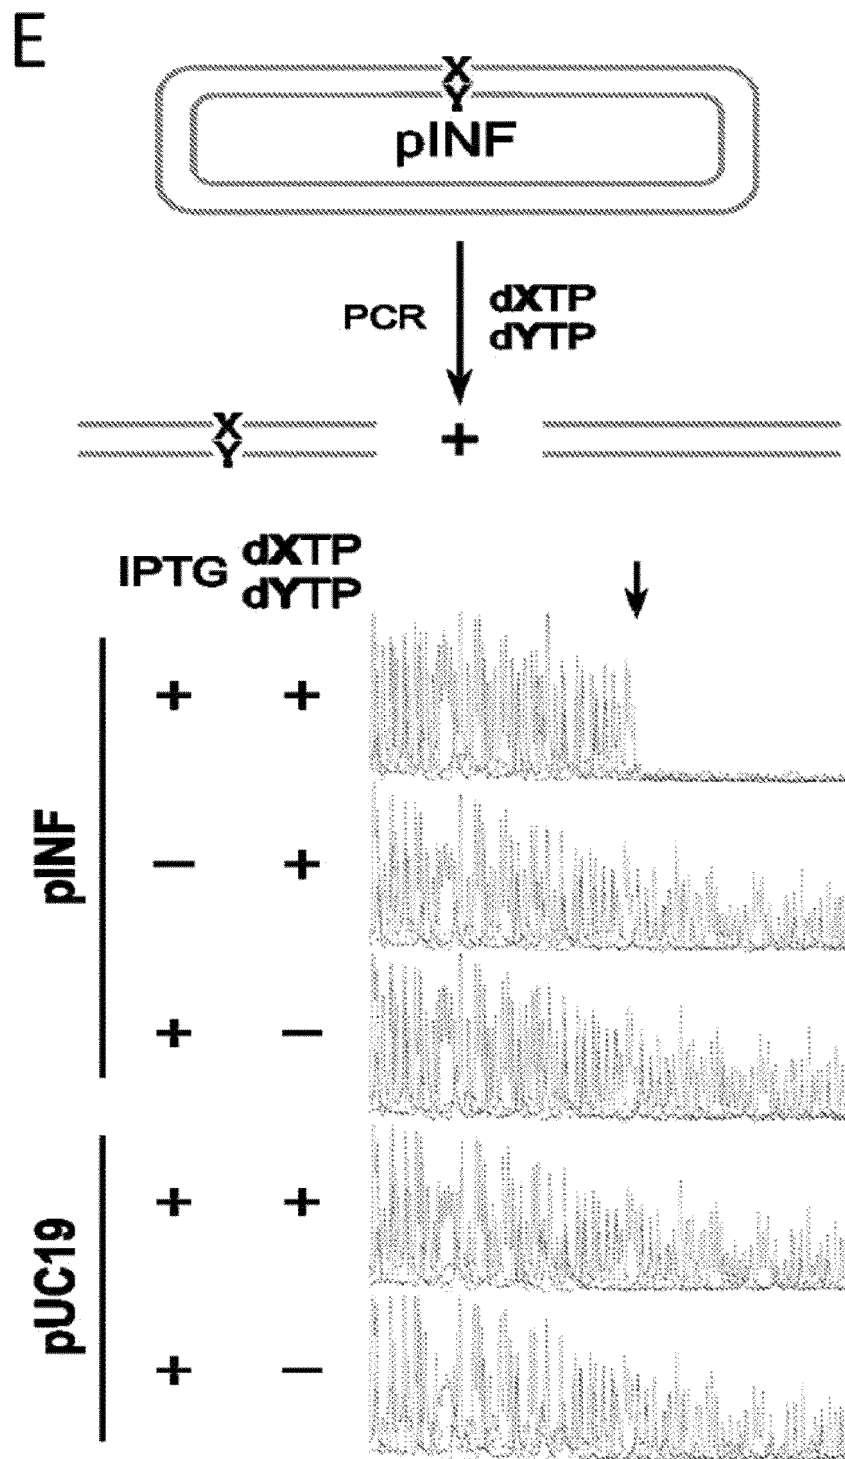 E
X
Y
pINF
PCR
dXTP
dYTP
X
Y
+
IPTG
dXTP
dYTP
pINF
+ +
− +
+ −
pUC19
+ +
+ −